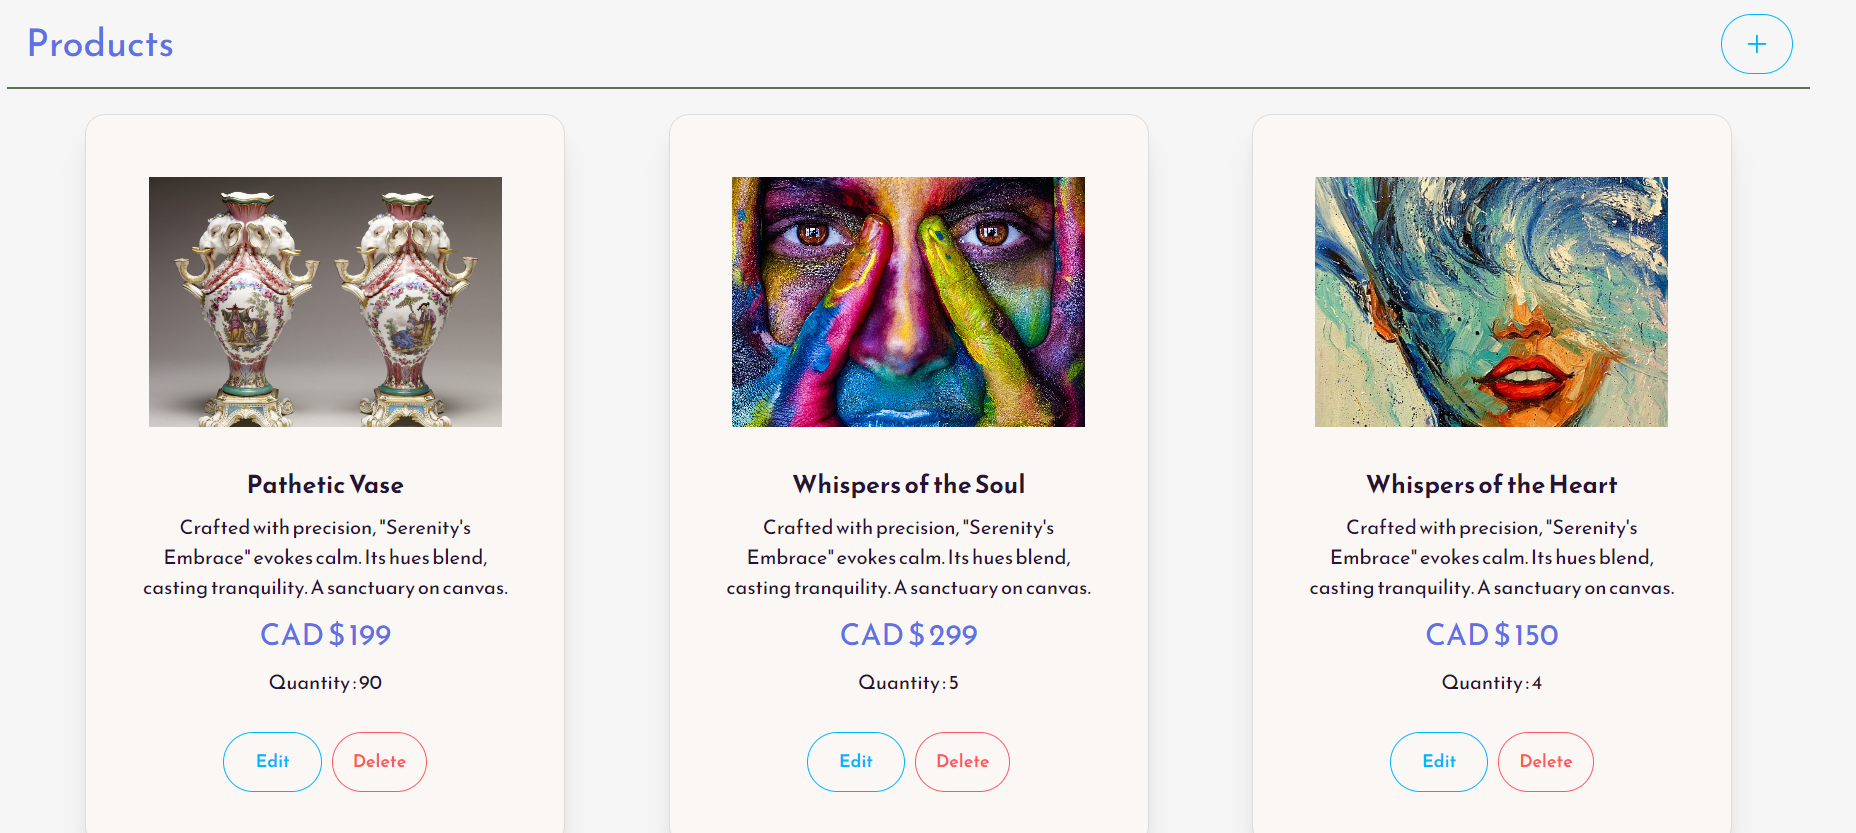 Products
+
Pathetic Vase
Crafted with precision, "Serenity's
Embrace" evokes calm. Its hues blend,
casting tranquility. A sanctuary on canvas.
CAD $199
Quantity : 90
Edit Delete
Whispers of the Soul
Crafted with precision, "Serenity's
Embrace" evokes calm. Its hues blend,
casting tranquility. A sanctuary on canvas.
CAD $299
Quantity : 5
Edit Delete
Whispers of the Heart
Crafted with precision, "Serenity's
Embrace" evokes calm. Its hues blend,
casting tranquility. A sanctuary on canvas.
CAD $150
Quantity : 4
Edit Delete